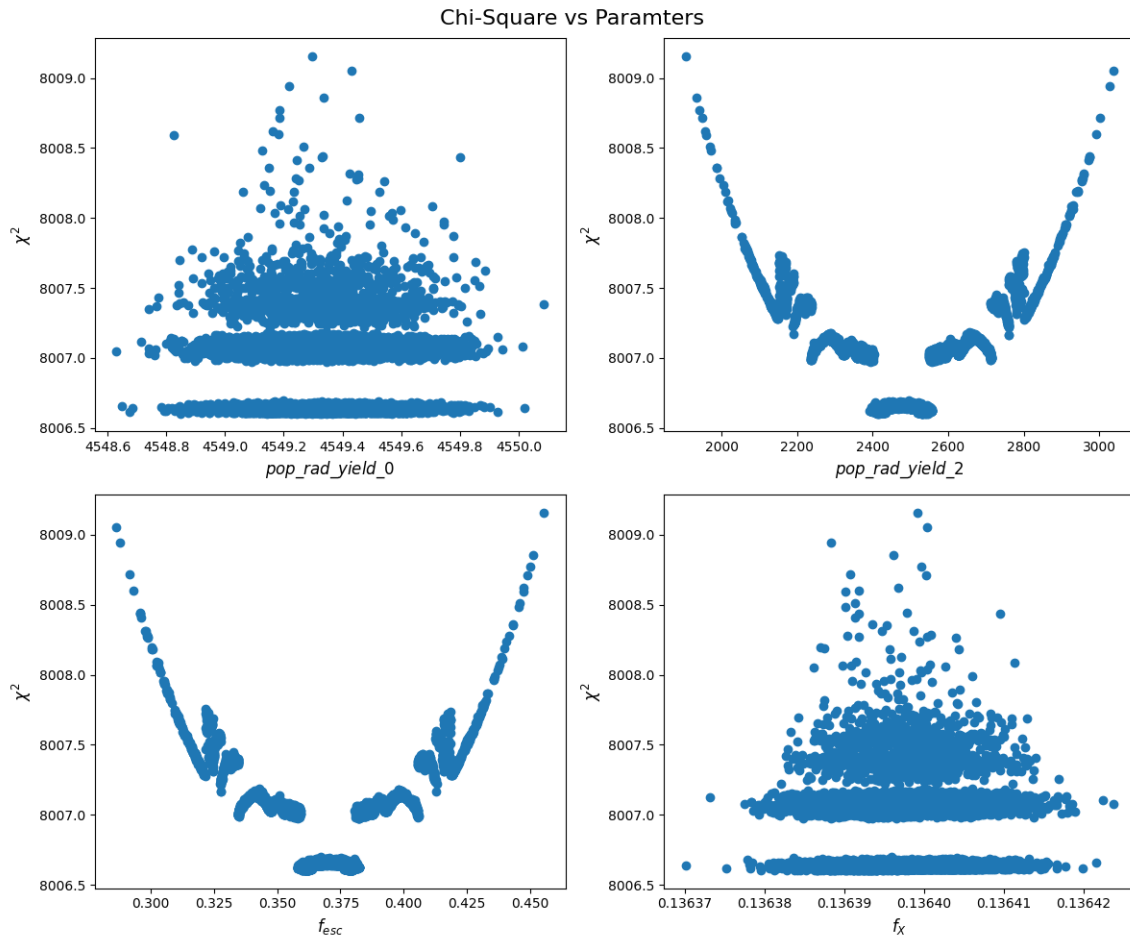 Chi-Square vs Paramters
8009.0
8008.5
8008.0
8007.5
8007.0
8006.5
χ²
4548.6 4548.8 4549.0 4549.2 4549.4 4549.6 4549.8 4550.0
pop_rad_yield_0
8009.0
8008.5
8008.0
8007.5
8007.0
8006.5
χ²
2000 2200 2400 2600 2800 3000
pop_rad_yield_2
8009.0
8008.5
8008.0
8007.5
8007.0
8006.5
χ²
0.300 0.325 0.350 0.375 0.400 0.425 0.450
f_esc
8009.0
8008.5
8008.0
8007.5
8007.0
8006.5
χ²
0.13637 0.13638 0.13639 0.13640 0.13641 0.13642
f_X